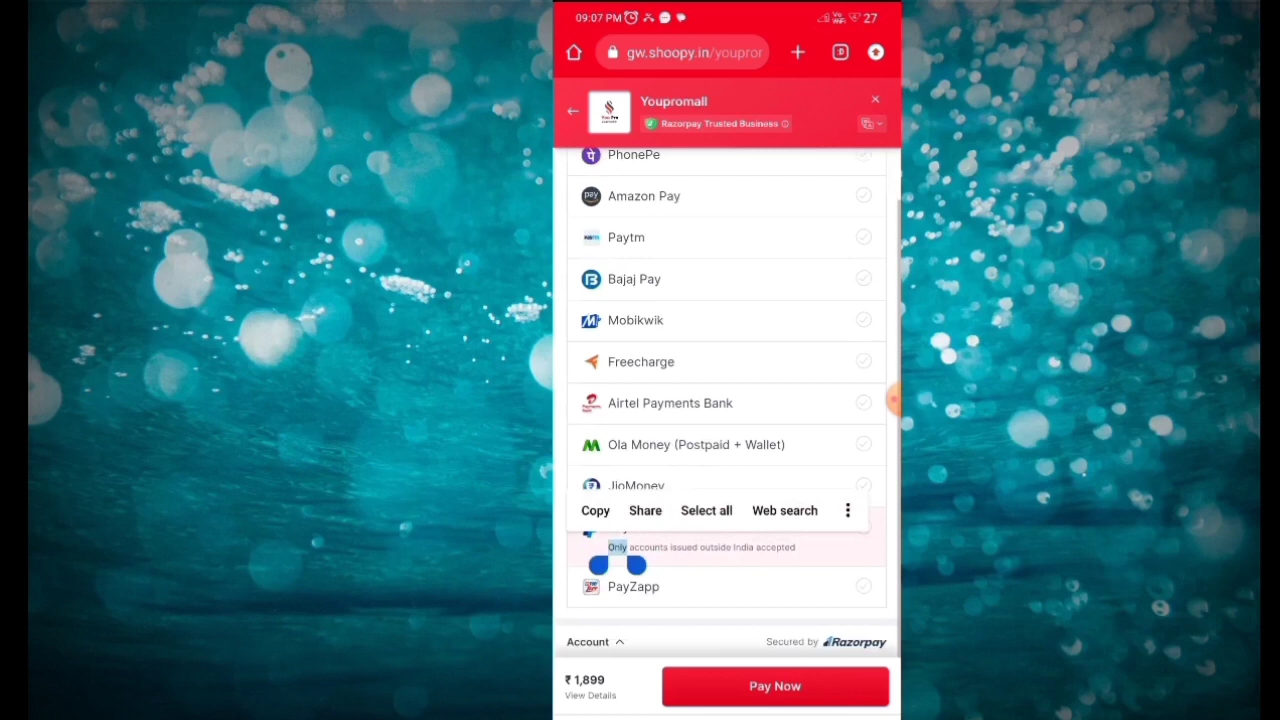 09:07 PM
27
gw.shoopy.in/youpror
Youpromall
Razorpay Trusted Business
PhonePe
Amazon Pay
Paytm
Bajaj Pay
Mobikwik
Freecharge
Airtel Payments Bank
Ola Money (Postpaid + Wallet)
JioMoney
Copy Share Select all Web search
Only accounts issued outside India accepted
PayZapp
Account
Secured by Razorpay
₹ 1,899
View Details
Pay Now